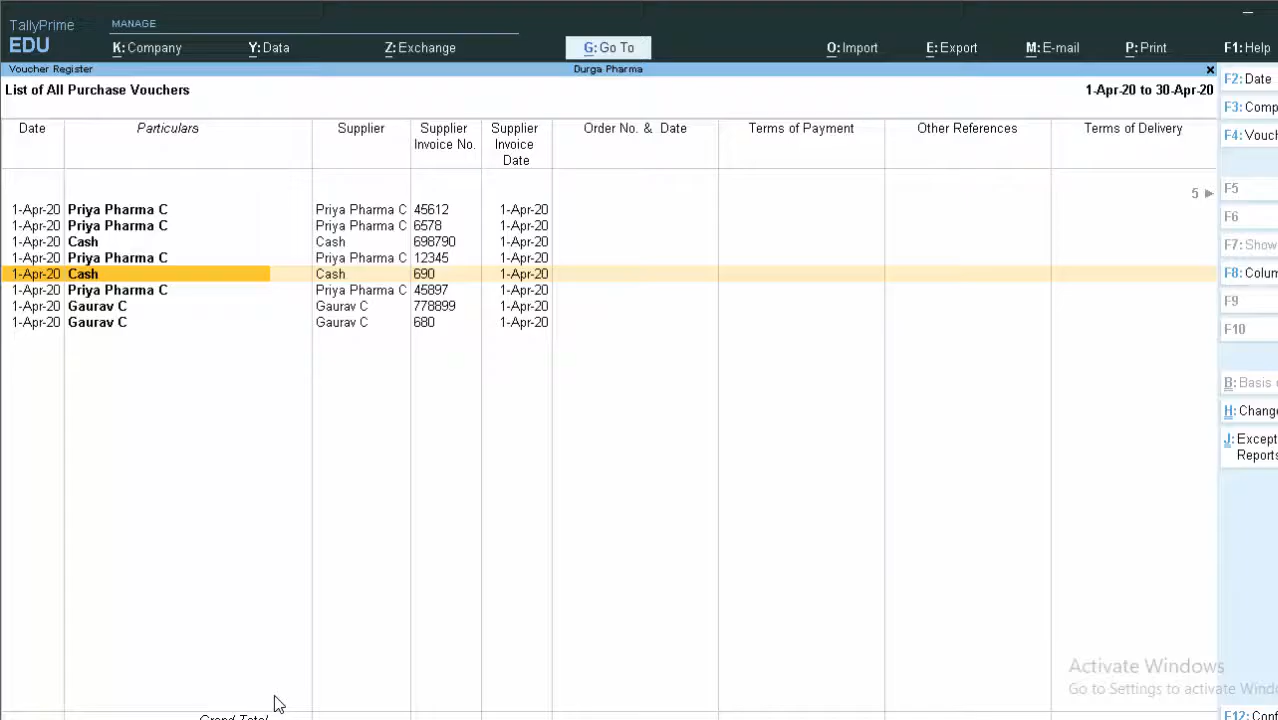 TallyPrime
EDU
MANAGE
K:Company Y:Data Z:Exchange G:Go To O:Import E:Export M:E-mail P:Print F1:Help
Voucher Register Durga Pharma x
List of All Purchase Vouchers 1-Apr-20 to 30-Apr-20
Date Particulars Supplier Supplier Supplier Order No. & Date Terms of Payment Other References Terms of Delivery
Invoice No. Invoice
Date
5
1-Apr-20 Priya Pharma C Priya Pharma C 45612 1-Apr-20
1-Apr-20 Priya Pharma C Priya Pharma C 6578 1-Apr-20
1-Apr-20 Cash Cash 698790 1-Apr-20
1-Apr-20 Priya Pharma C Priya Pharma C 12345 1-Apr-20
1-Apr-20 Cash Cash 690 1-Apr-20
1-Apr-20 Priya Pharma C Priya Pharma C 45897 1-Apr-20
1-Apr-20 Gaurav C Gaurav C 778899 1-Apr-20
1-Apr-20 Gaurav C Gaurav C 680 1-Apr-20
Grand Total
F2:Date
F3:Comp
F4:Vouc
F5
F6
F7:Show
F8:Colum
F9
F10
B:Basis
H:Change
J:Except
Reports
Activate Windows
Go to Settings to activate Wind
F12:Conf